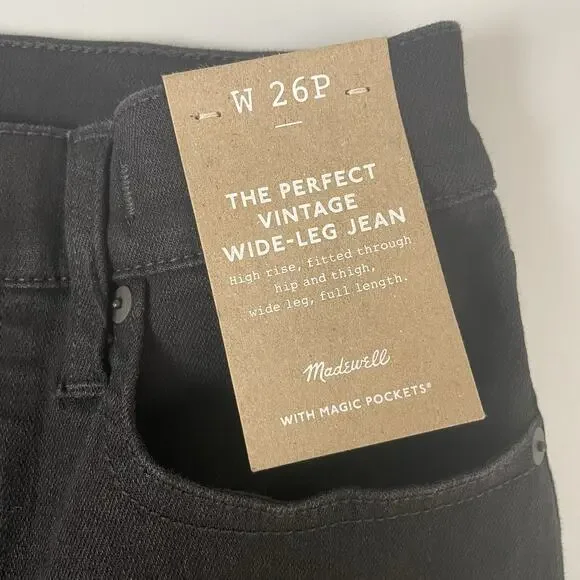 W 26P
THE PERFECT
VINTAGE
WIDE-LEG JEAN
High rise, fitted through
hip and thigh,
wide leg, full length.
Madewell
WITH MAGIC POCKETS®